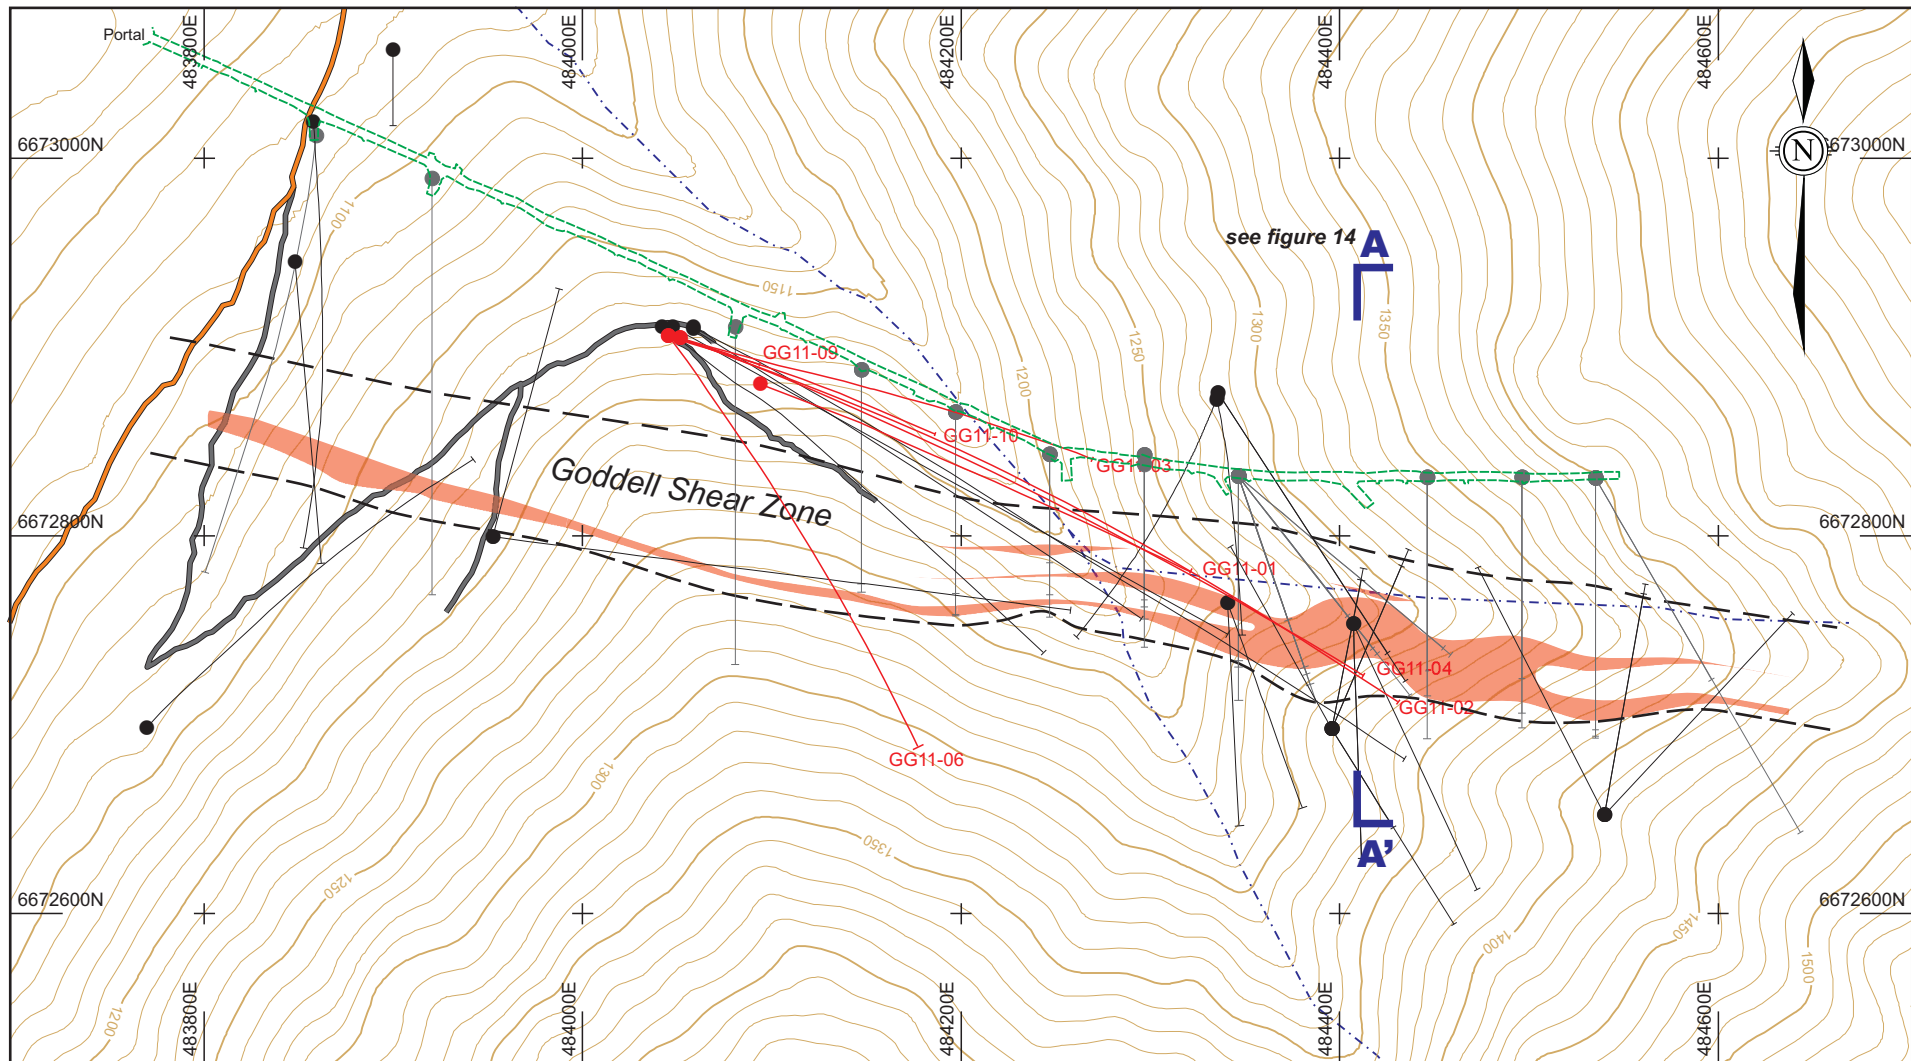 Portal
483800E
484000E
484200E
484400E
484600E
6673000N
673000N
N
1100
see figure 14
A
1150
1250
1300
1350
GG11-09
1200
GG11-10
GG11-03
Goddell Shear Zone
6672800N
6672800N
GG11-01
GG11-04
GG11-02
GG11-06
1300
1350
A’
1250
6672600N
6672600N
1400
1450
1500
1200
483800E
484000E
484200E
484400E
484600E